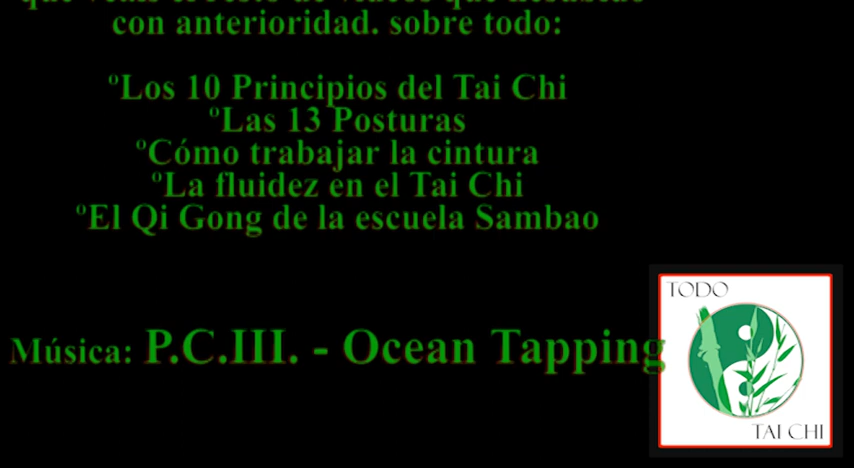 con anterioridad. sobre todo:
ºLos 10 Principios del Tai Chi
ºLas 13 Posturas
ºCómo trabajar la cintura
ºLa fluidez en el Tai Chi
ºEl Qi Gong de la escuela Sambao
Música: P.C.III. - Ocean Tapping
TODO
TAI CHI